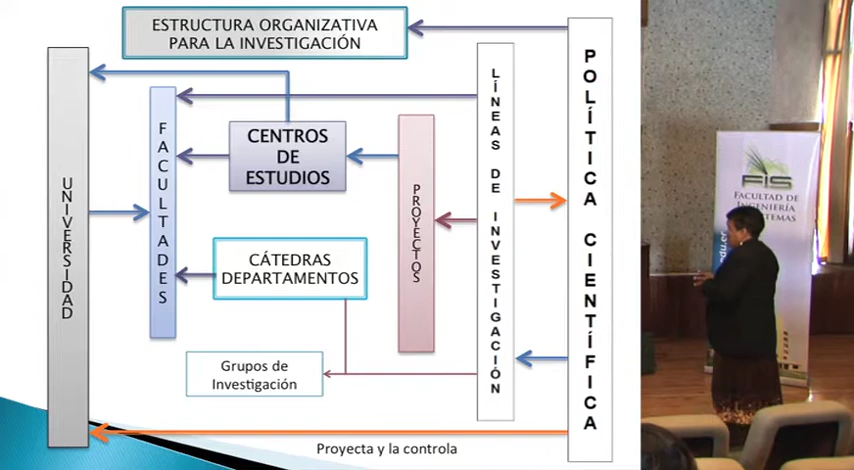 ESTRUCTURA ORGANIZATIVA
PARA LA INVESTIGACIÓN
UNIVERSIDAD
FACULTADES
CENTROS
DE
ESTUDIOS
CÁTEDRAS
DEPARTAMENTOS
Grupos de
Investigación
PROYECTOS
LÍNEAS DE INVESTIGACIÓN
POLÍTICA CIENTÍFICA
Proyecta y la controla
FIS
FACULTAD DE
INGENIERÍA